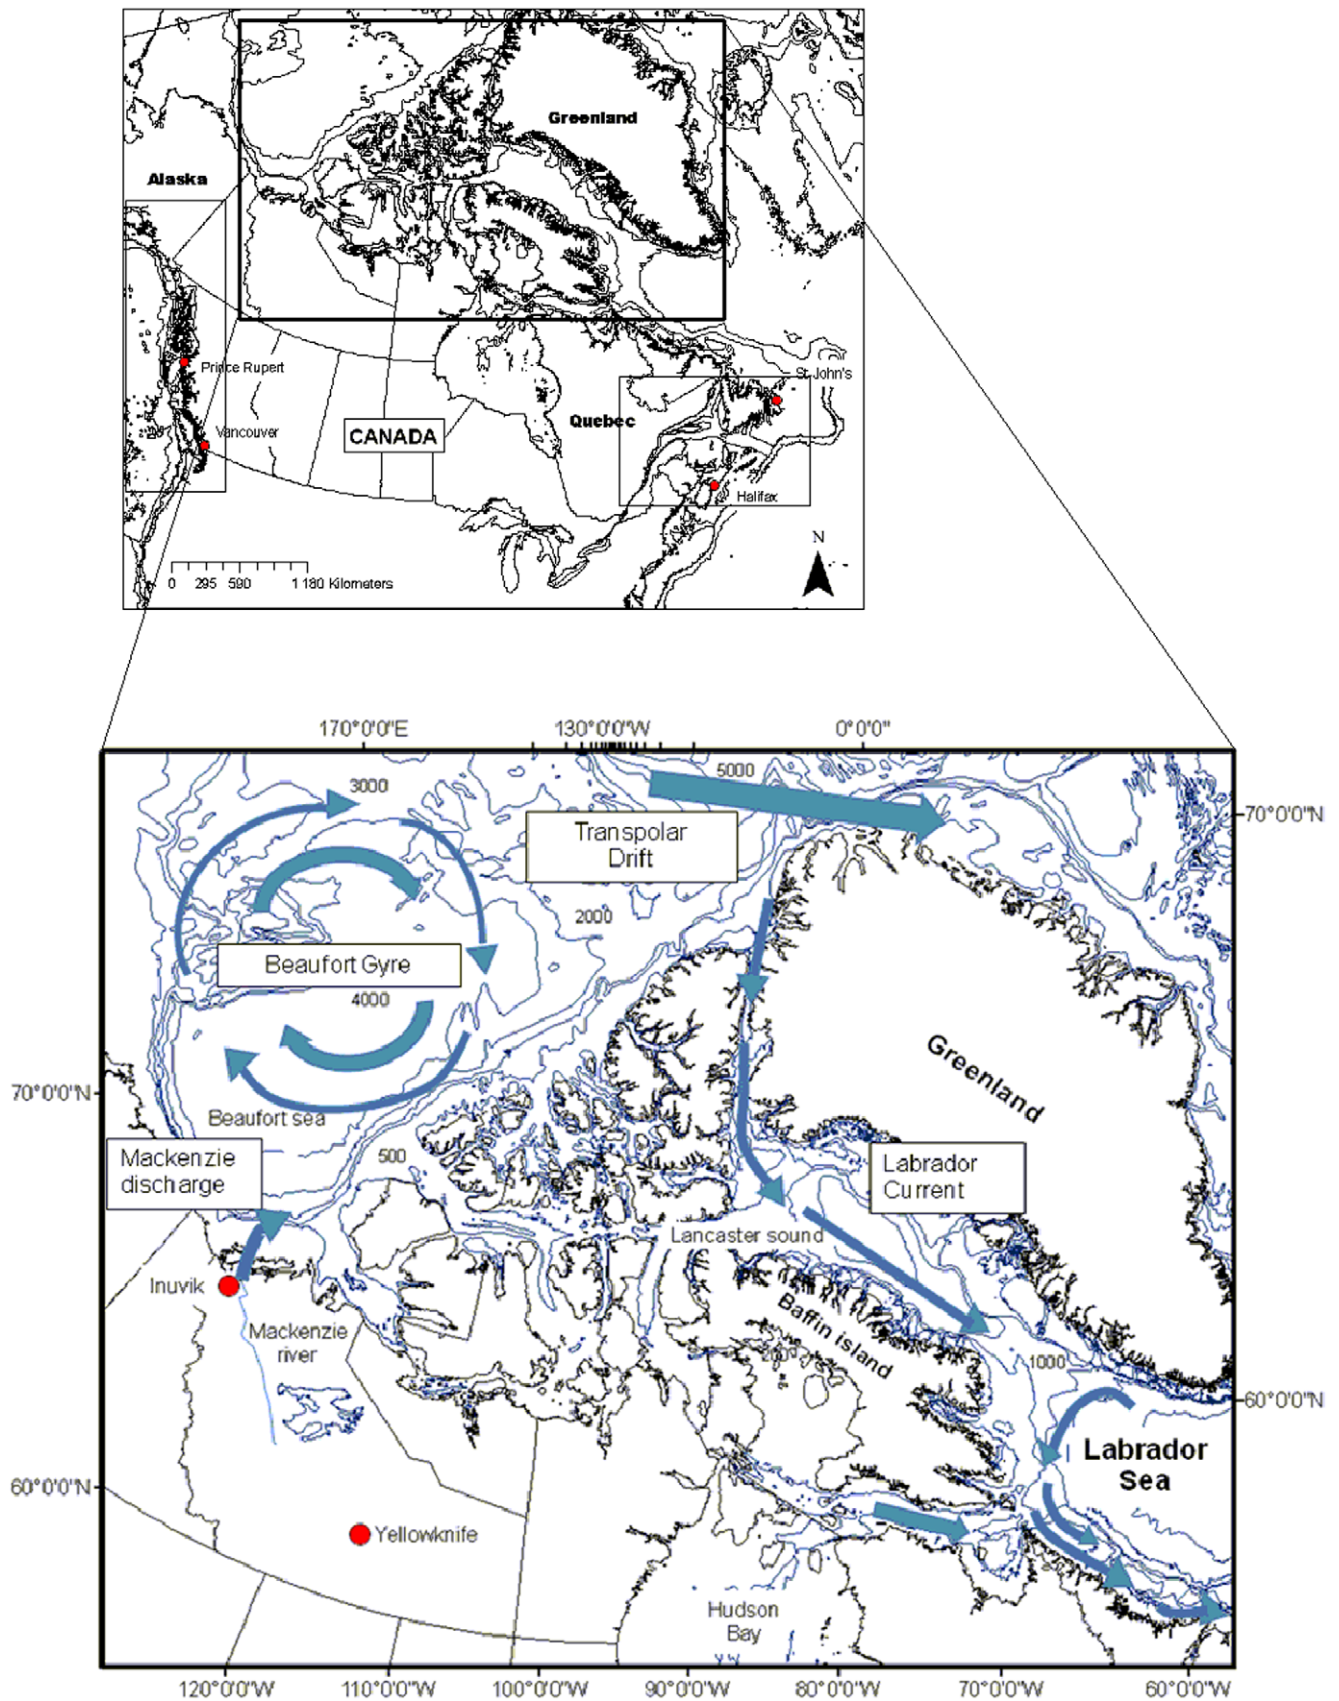 Greenland
Alaska
Prince Rupert
St. John's
Quebec
CANADA
Vancouver
Halifax
N
0 295 590 1 180 Kilometers
170°0'0"E 130°0'0"W 0°0'0"
5000
3000
70°0'0"N
Transpolar
Drift
2000
Beaufort Gyre
4000
Greenland
70°0'0"N
Beaufort sea
Mackenzie
discharge
500
Labrador
Current
Lancaster sound
Inuvik
Baffin island
Mackenzie
river
200
1000
60°0'0"N
Labrador
Sea
60°0'0"N
Yellowknife
Hudson
Bay
120°0'0"W 110°0'0"W 100°0'0"W 90°0'0"W 80°0'0"W 70°0'0"W 60°0'0"W